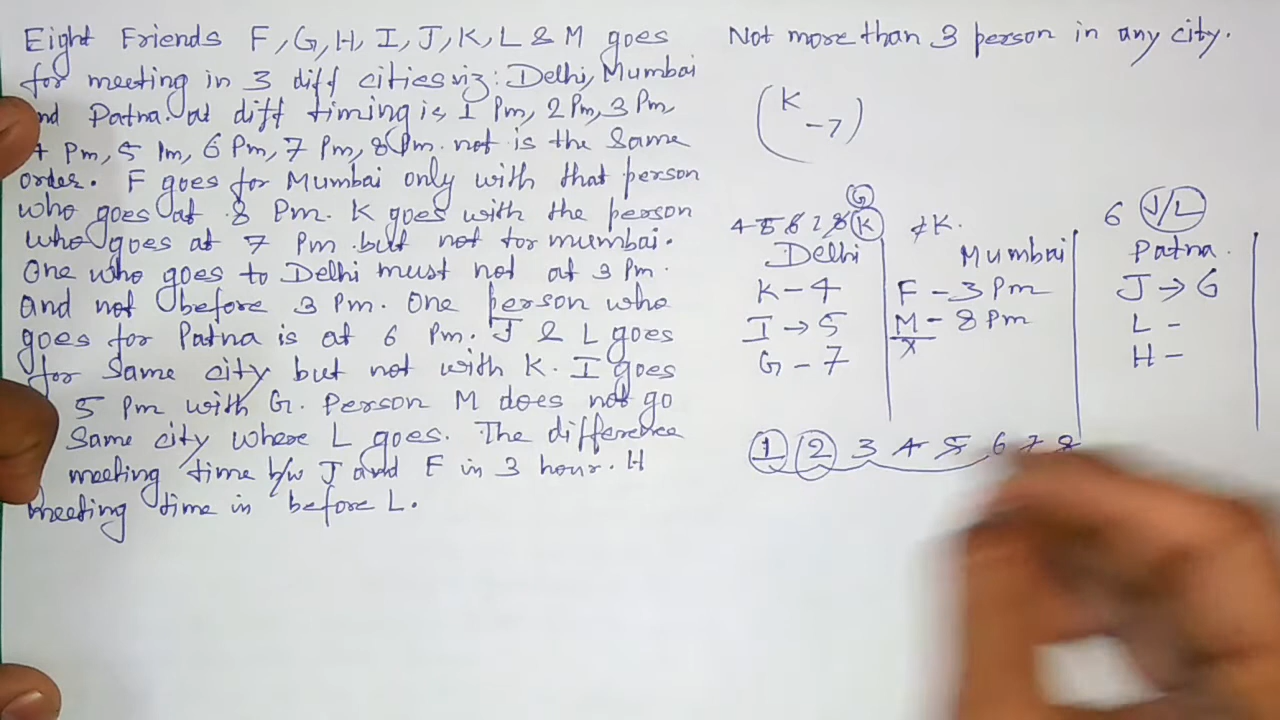 Eight Friends F, G, H, I, J, K, L & M goes
for meeting in 3 diff cities viz: Delhi, Mumbai
nd Patna at diff timing is 1 Pm, 2 Pm, 3 Pm
4 Pm, 5 Pm, 6 Pm, 7 Pm, 8 Pm. not is the Same
order. F goes for Mumbai only with that person
who goes at 8 Pm. K goes with the person
who goes at 7 Pm but not for mumbai.
One who goes to Delhi must not at 3 Pm.
and not before 3 Pm. One person who
goes for Patna is at 6 Pm. J & L goes
for Same city but not with K. I goes
5 Pm with G. Person M does not go
Same city where L goes. The difference
meeting time b/w J and F in 3 hour. H
meeting time in before L.
Not more than 3 person in any city.
(K -7)
G
4 5 6 7, 8 K ≠K. 6 J/L
Delhi Mumbai Patna.
K - 4 F - 3 Pm J → 6
I → 5 M - 8 Pm L -
G - 7 x H -
1 2 3 4 5 6 7 8